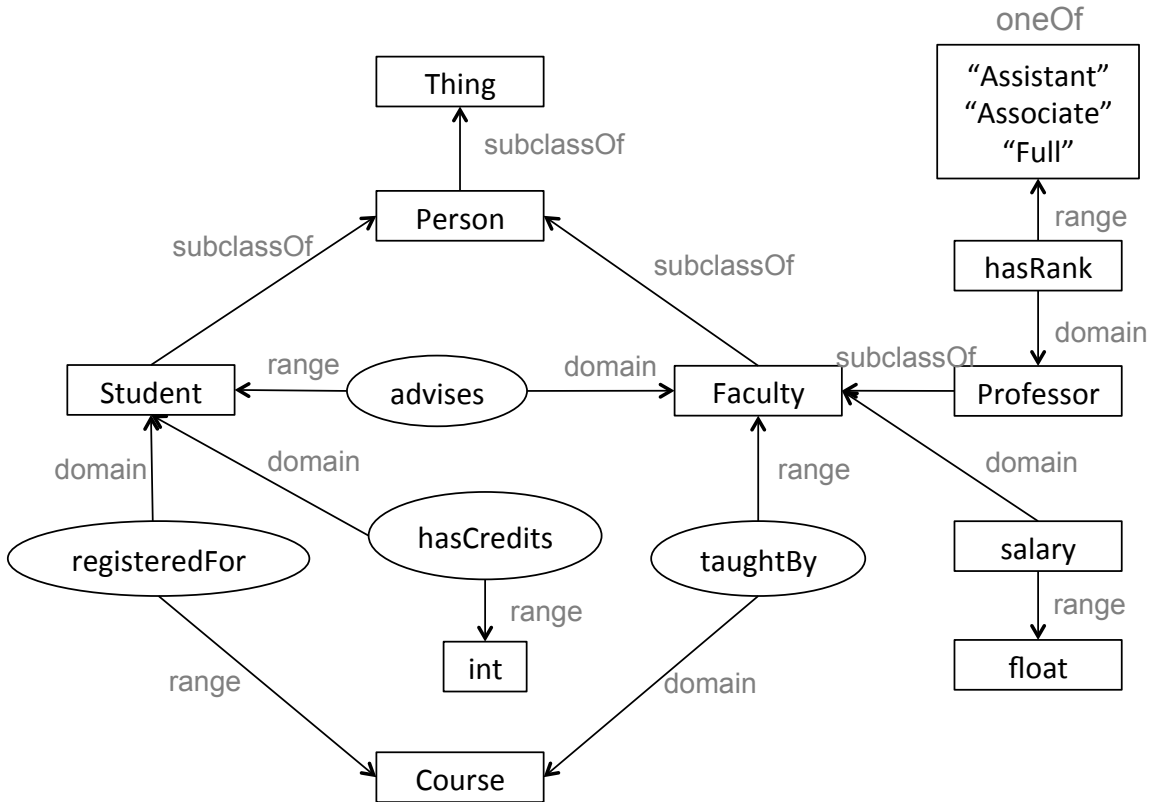 oneOf
“Assistant”
“Associate”
“Full”
Thing
subclassOf
Person
range
hasRank
subclassOf
subclassOf
domain
range
domain
subclassOf
Student
advises
Faculty
Professor
domain
domain
range
domain
registeredFor
hasCredits
taughtBy
salary
range
range
int
float
range
domain
Course